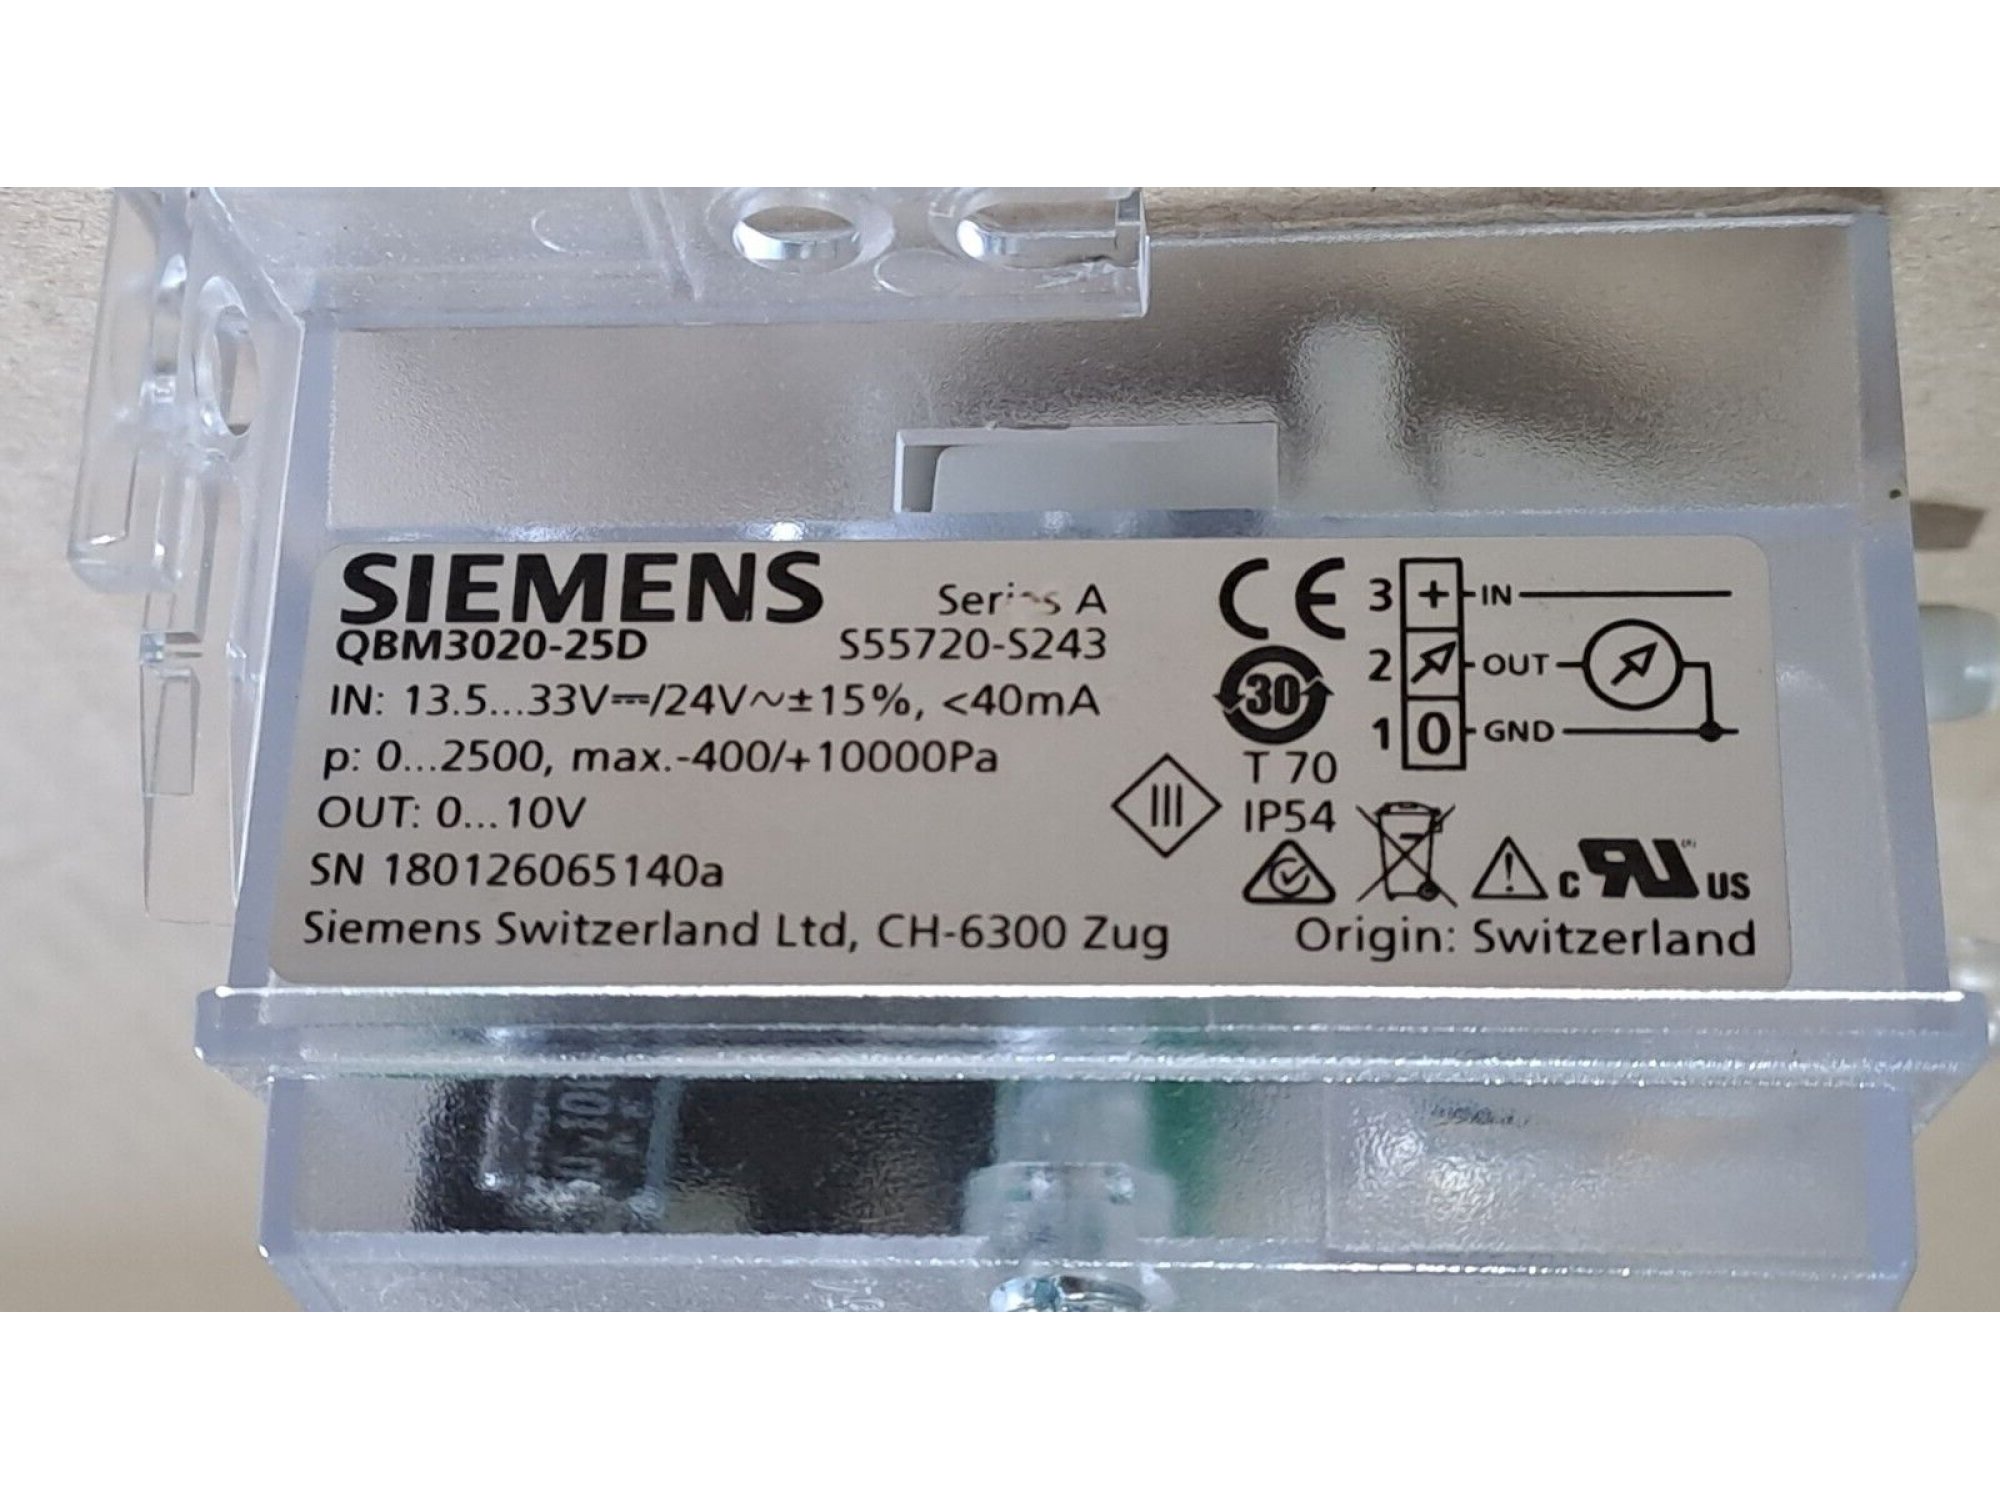 SIEMENS
Series A
QBM3020-25D
S55720-S243
IN: 13.5...33V⎓/24V~±15%, <40mA
p: 0...2500, max.-400/+10000Pa
OUT: 0...10V
SN 180126065140a
Siemens Switzerland Ltd, CH-6300 Zug
CE
30
T 70
III
IP54
3 + IN
2 OUT
1 0 GND
c RU US
Origin: Switzerland